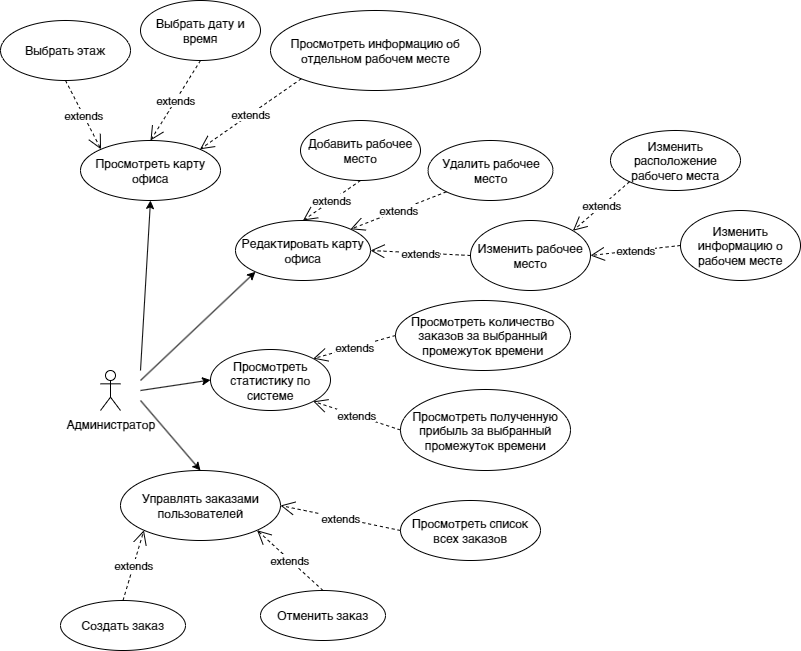 Выбрать этаж
Выбрать дату и
время
Просмотреть информацию об
отдельном рабочем месте
extends
extends
extends
Просмотреть карту
офиса
Добавить рабочее
место
Удалить рабочее
место
Изменить
расположение
рабочего места
extends
extends
extends
Редактировать карту
офиса
extends
Изменить рабочее
место
extends
Изменить
информацию о
рабочем месте
Просмотреть количество
заказов за выбранный
промежуток времени
extends
Просмотреть
статистику по
системе
extends
Просмотреть полученную
прибыль за выбранный
промежуток времени
Администратор
Управлять заказами
пользователей
extends
Просмотреть список
всех заказов
extends
extends
Создать заказ
Отменить заказ